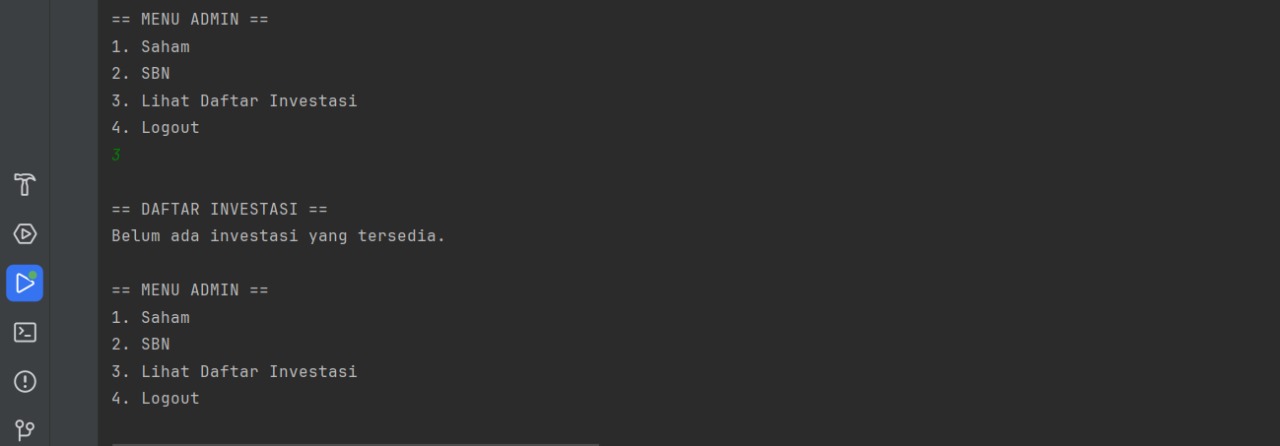 == MENU ADMIN ==
1. Saham
2. SBN
3. Lihat Daftar Investasi
4. Logout
3
== DAFTAR INVESTASI ==
Belum ada investasi yang tersedia.
== MENU ADMIN ==
1. Saham
2. SBN
3. Lihat Daftar Investasi
4. Logout